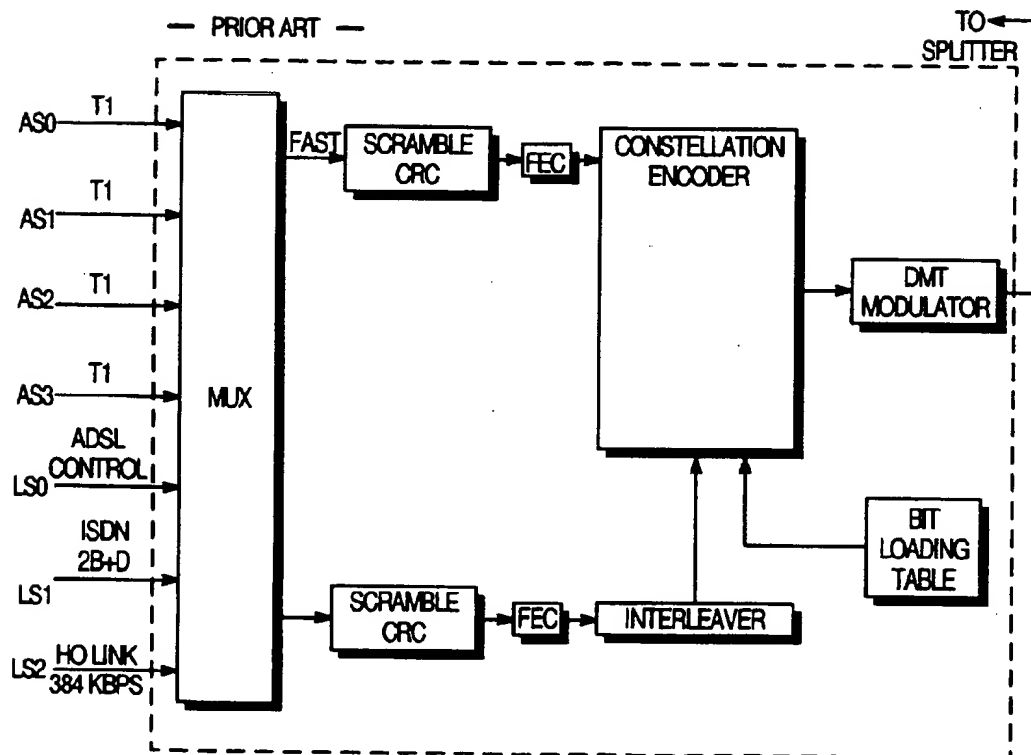 — PRIOR ART —
TO
SPLITTER
AS0 T1
AS1 T1
AS2 T1
AS3 T1
ADSL
LS0 CONTROL
ISDN
2B+D
LS1
LS2 HO LINK
384 KBPS
MUX
FAST
SCRAMBLE
CRC
FEC
CONSTELLATION
ENCODER
DMT
MODULATOR
BIT
LOADING
TABLE
SCRAMBLE
CRC
FEC
INTERLEAVER